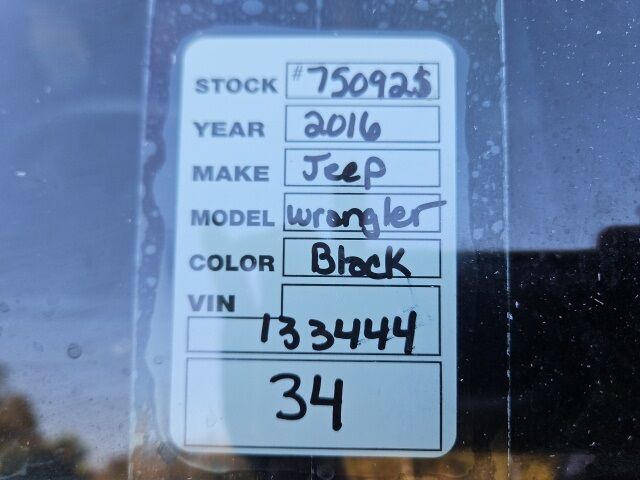 STOCK #75092$
YEAR 2016
MAKE Jeep
MODEL wrangler
COLOR Black
VIN
133444
34